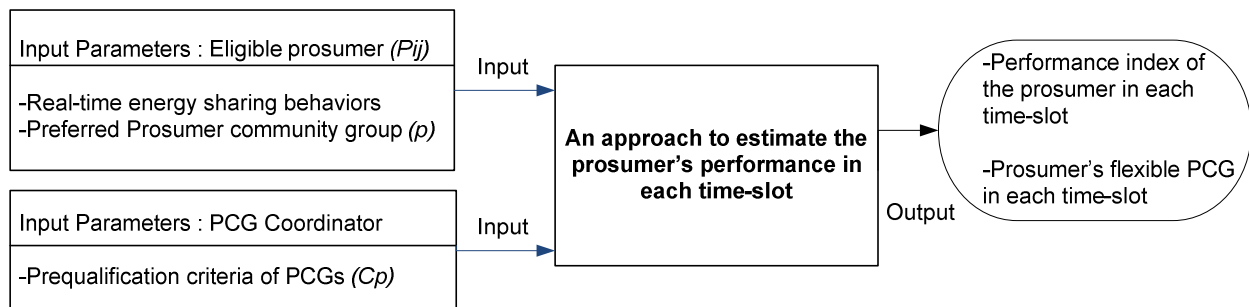 Input Parameters : Eligible prosumer (Pij)
-Real-time energy sharing behaviors
-Preferred Prosumer community group (p)
Input
Input Parameters : PCG Coordinator
-Prequalification criteria of PCGs (Cp)
Input
An approach to estimate the
prosumer's performance in
each time-slot
Output
-Performance index of
the prosumer in each
time-slot
-Prosumer's flexible PCG
in each time-slot